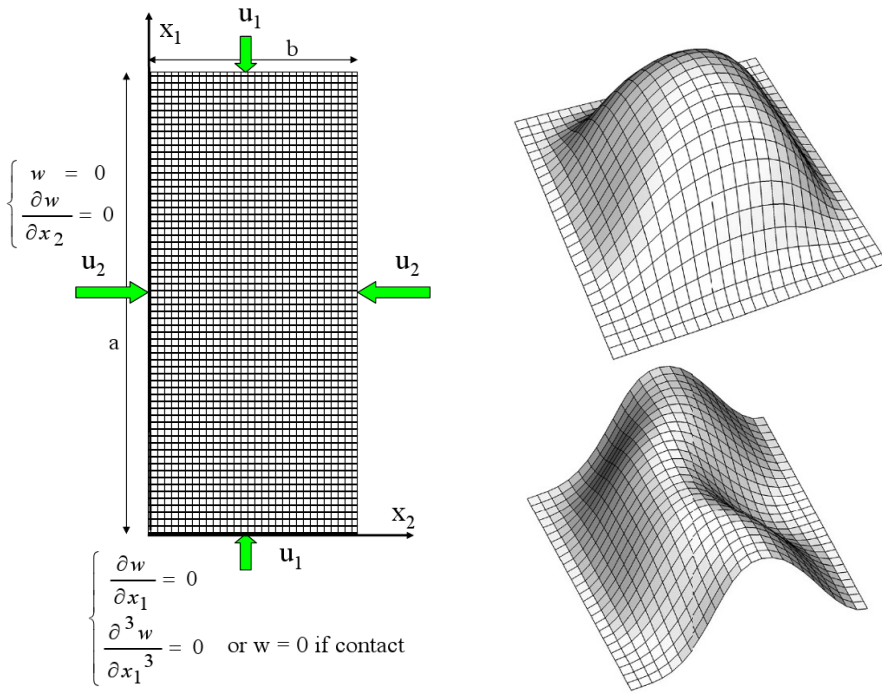 u₁
x₁
b
w = 0
∂w/∂x₂ = 0
u₂
u₂
a
x₂
u₁
∂w/∂x₁ = 0
∂³w/∂x₁³ = 0 or w = 0 if contact